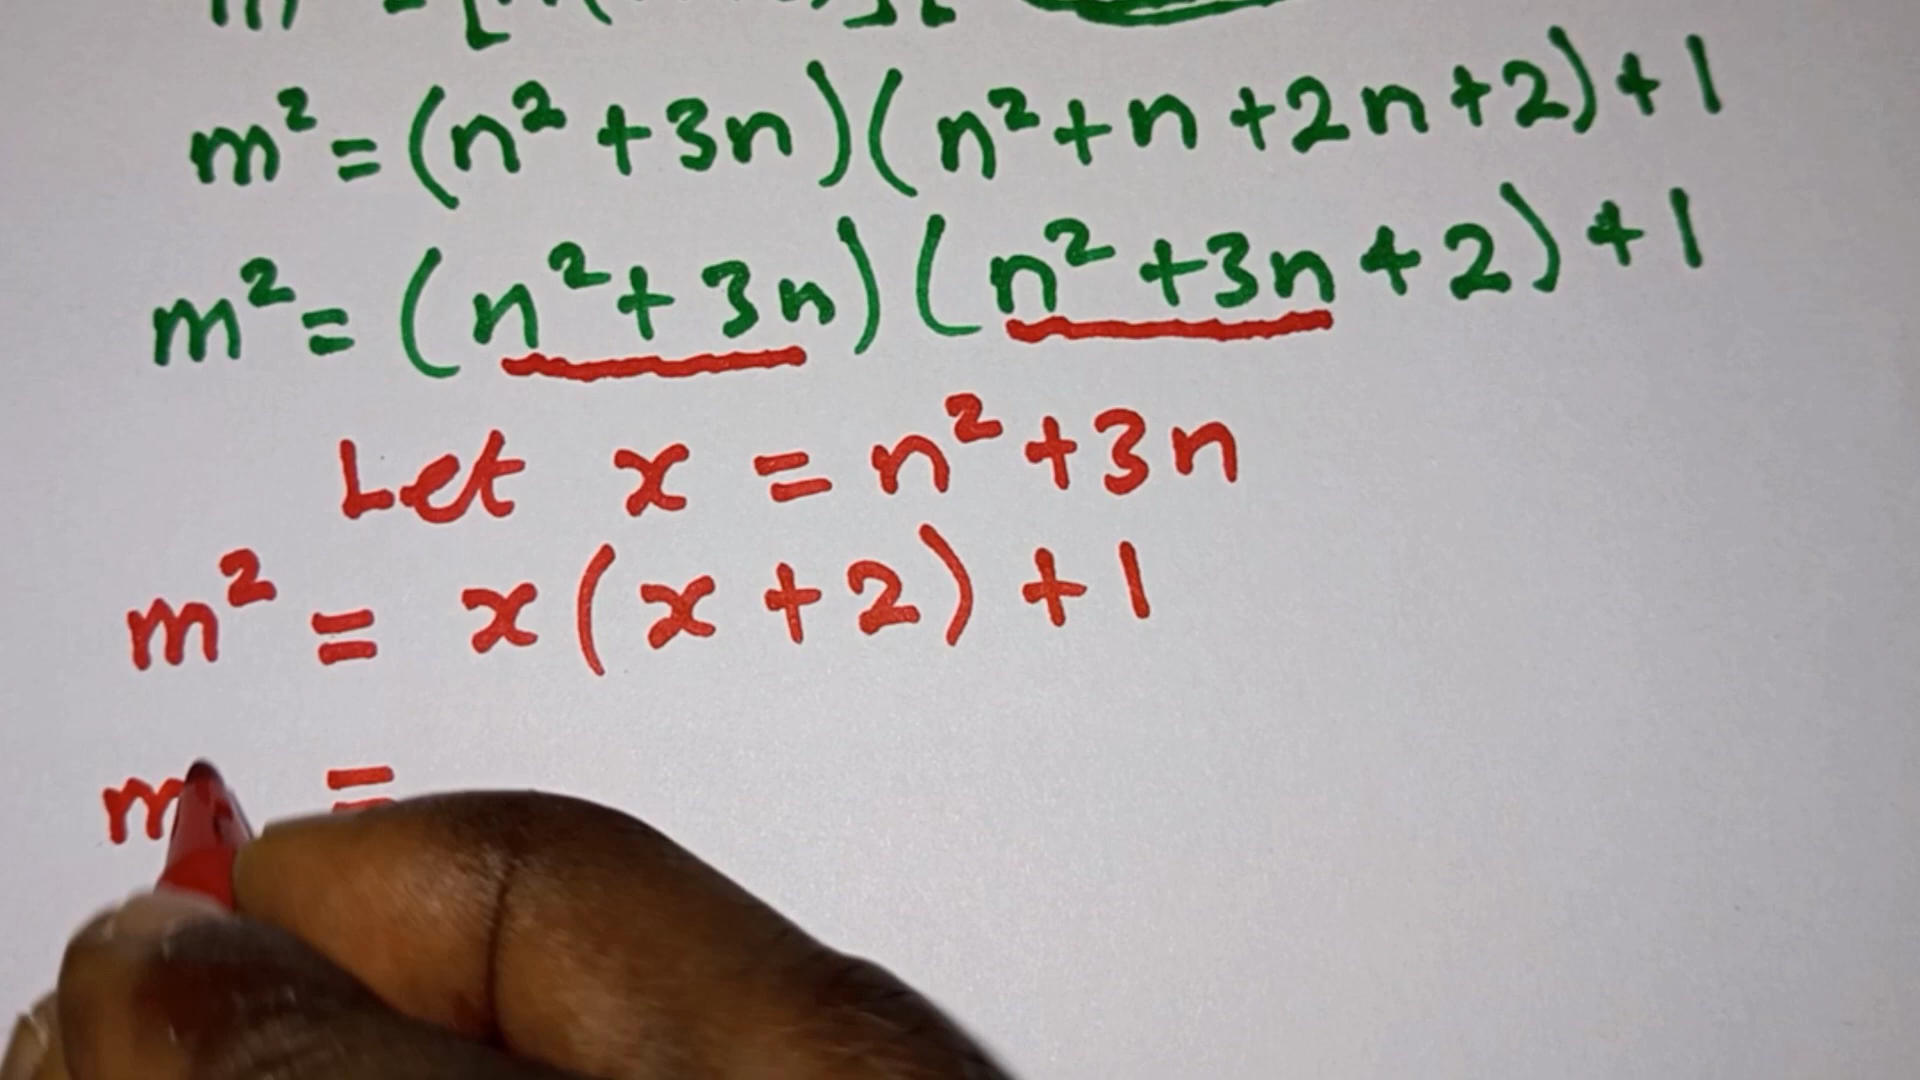 m² = (n² + 3n)(n² + n + 2n + 2) + 1
m² = (n² + 3n)(n² + 3n + 2) + 1
Let x = n² + 3n
m² = x(x + 2) + 1
m =